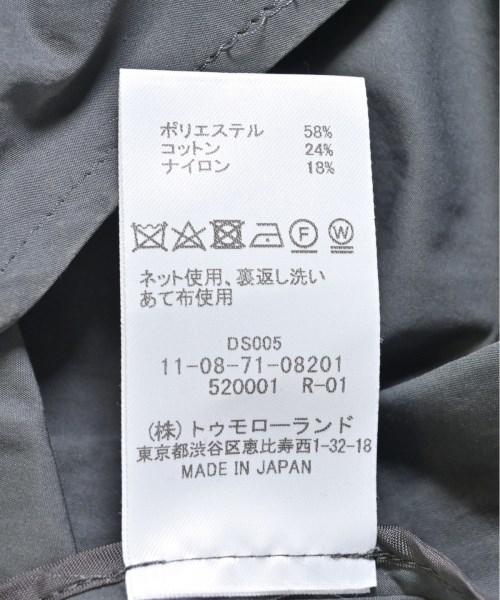 ポリエステル 58%
コットン 24%
ナイロン 18%
F W
ネット使用、裏返し洗い
あて布使用
DS005
11-08-71-08201
520001 R-01
(株)トゥモローランド
東京都渋谷区恵比寿西1-32-18
MADE IN JAPAN